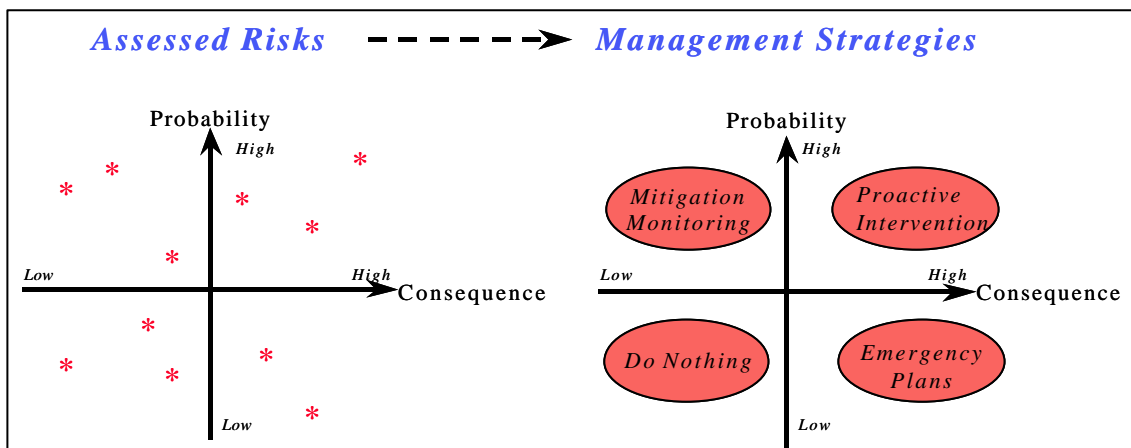 Assessed Risks
Management Strategies
Probability
High
Low
High
Consequence
Low
Probability
High
Mitigation
Monitoring
Proactive
Intervention
Low
High
Consequence
Do Nothing
Emergency
Plans
Low